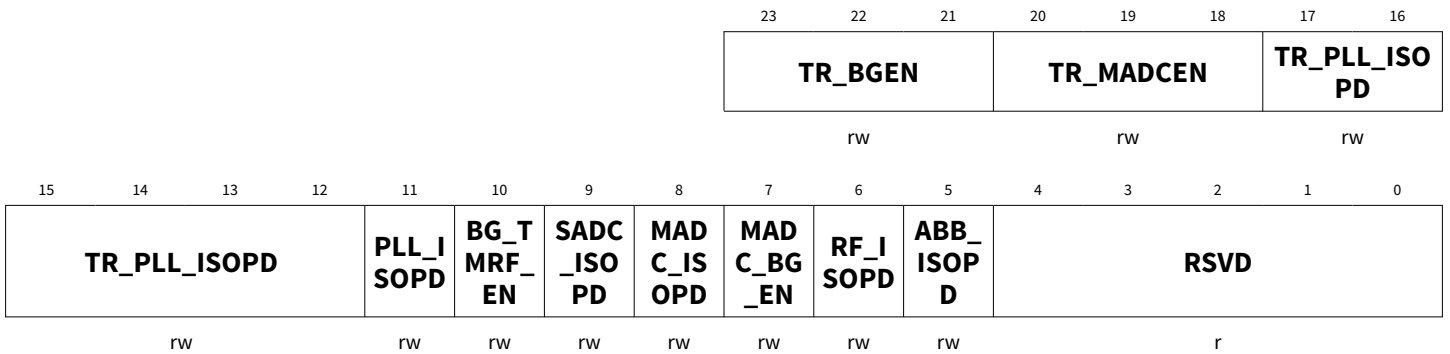 23 22 21 20 19 18 17 16
TR_BGEN TR_MADCEN TR_PLL_ISO
PD
rw rw rw
15 14 13 12 11 10 9 8 7 6 5 4 3 2 1 0
TR_PLL_ISOPD PLL_I
SOPD BG_T
MRF_
EN SADC
_ISO
PD MAD
C_IS
OPD MAD
C_BG
_EN RF_I
SOPD ABB_
ISOP
D RSVD
rw rw rw rw rw rw rw rw r